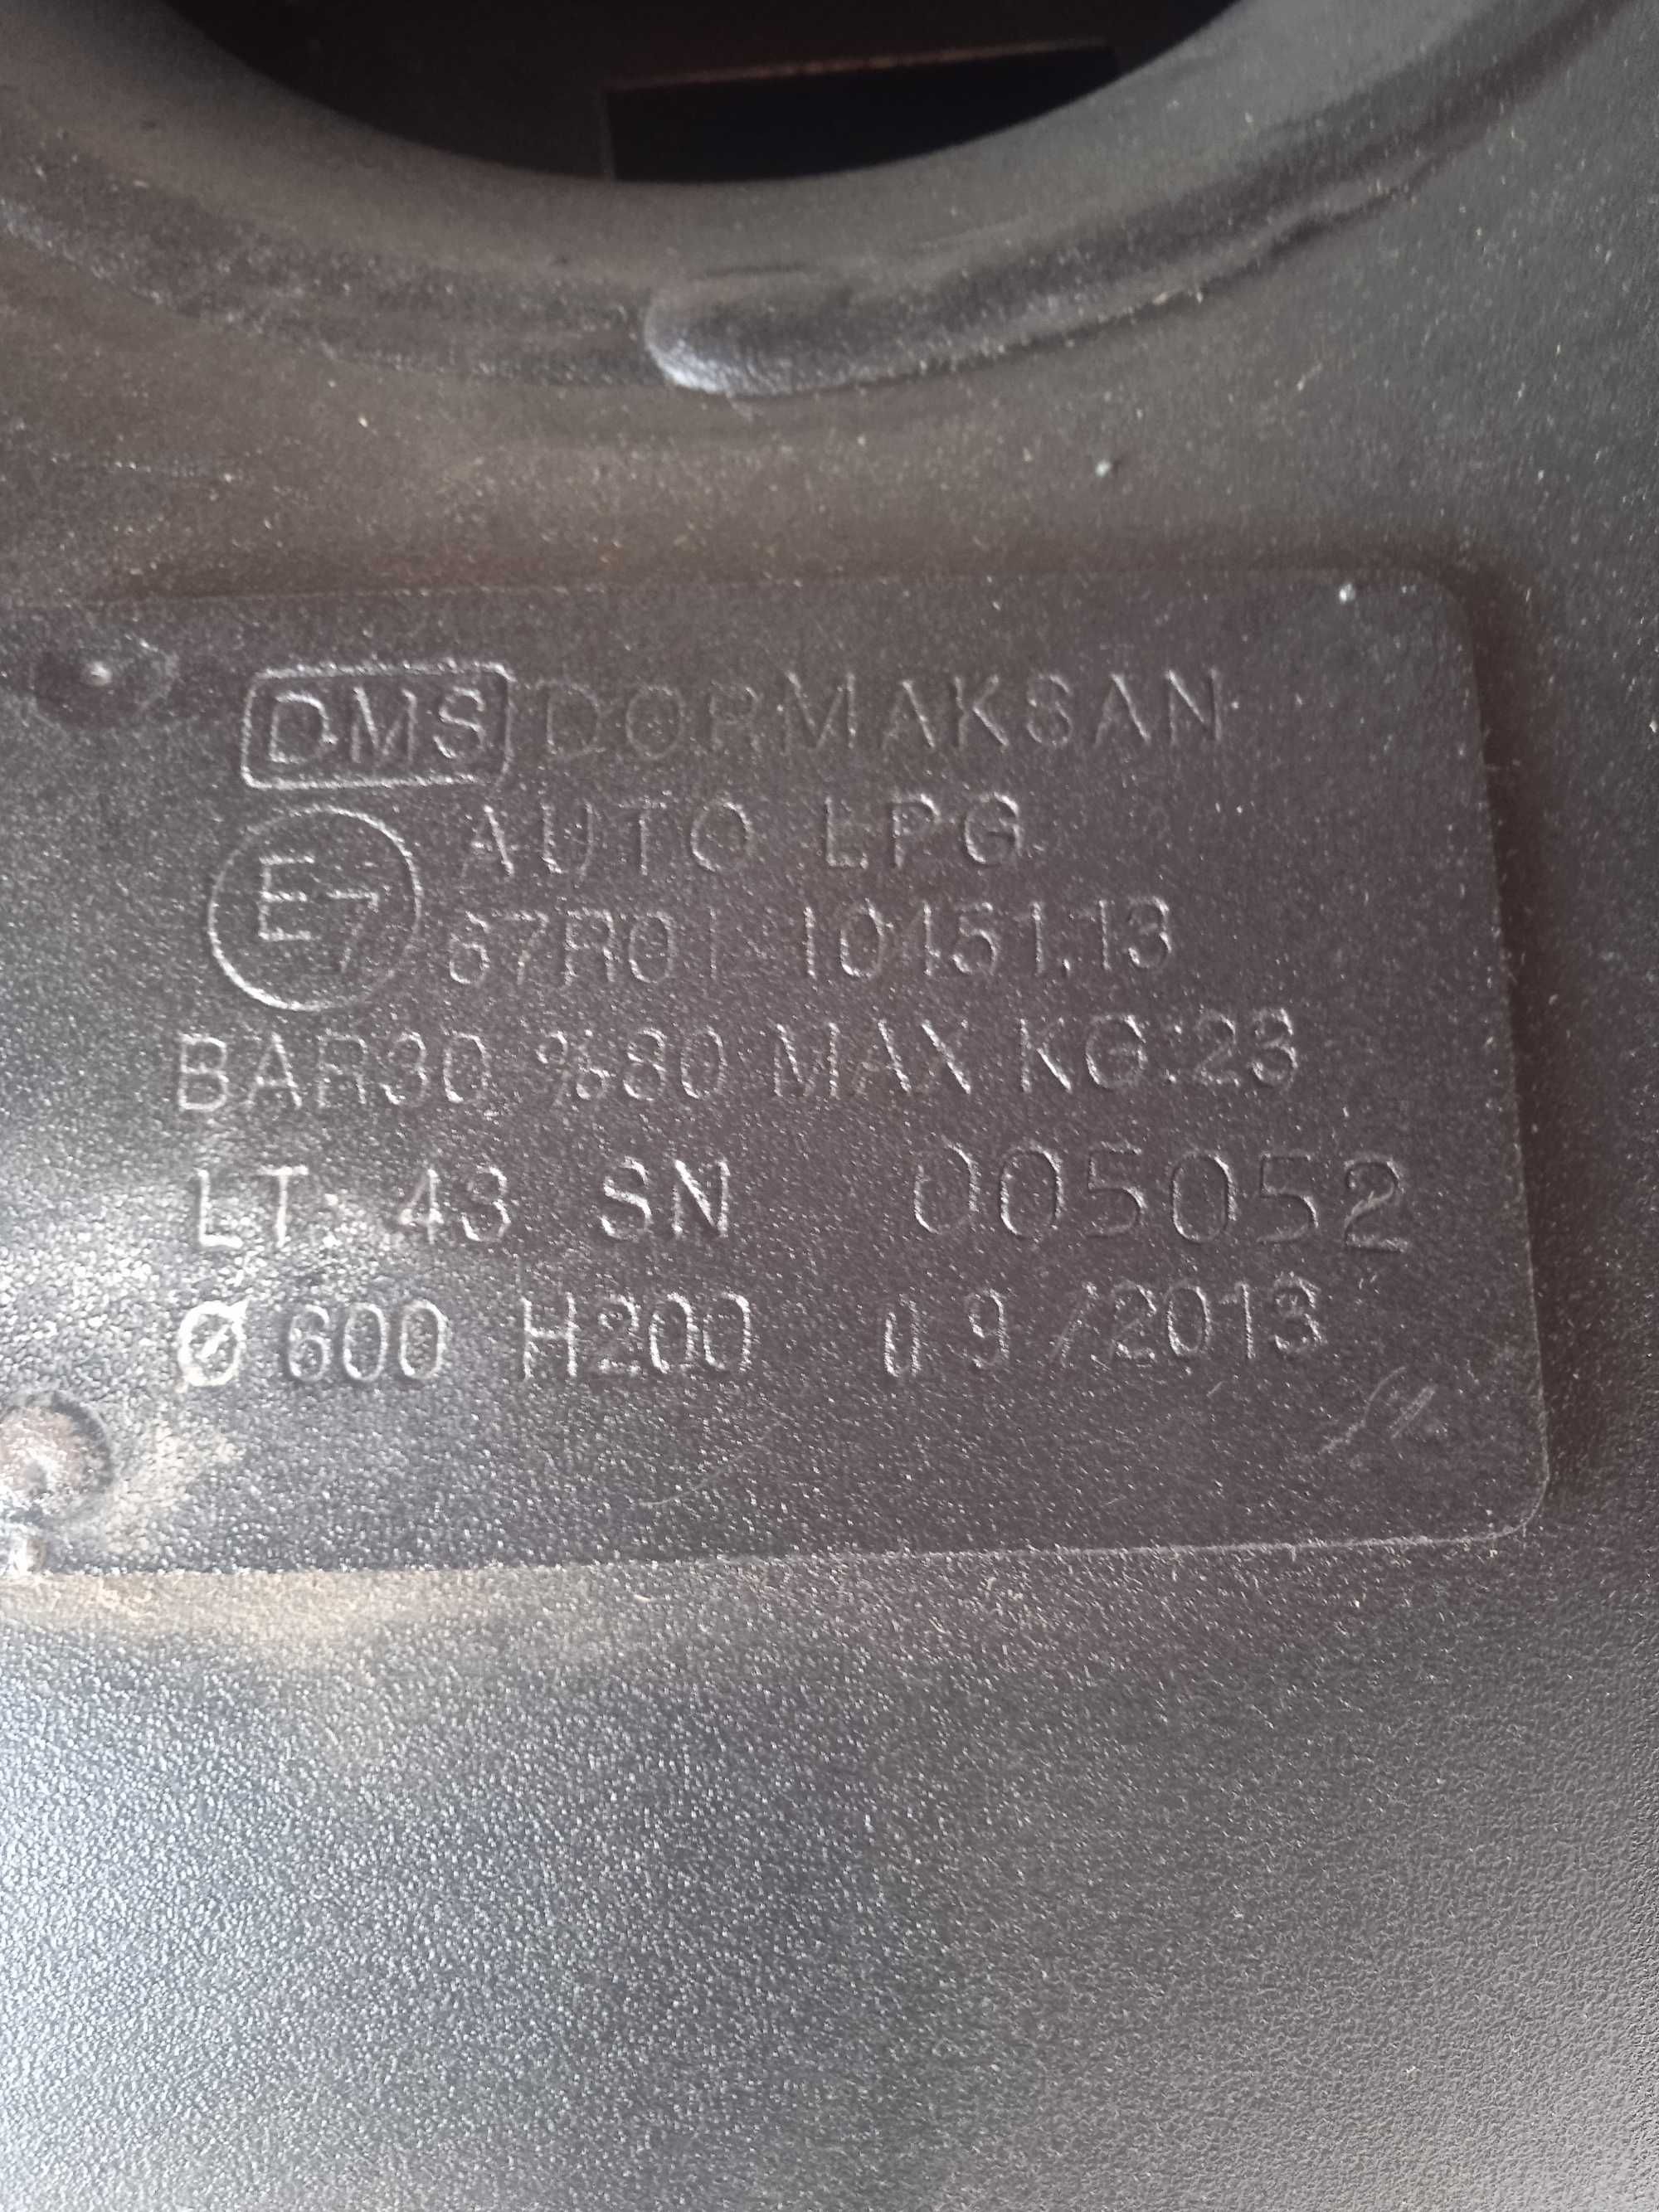 DMS DORMAKSAN
E7 AUTO LPG
67R01 10151.13
BAR30 %80 MAX KG:23
LT: 43 SN 005052
Ø 600 H200 09/2013